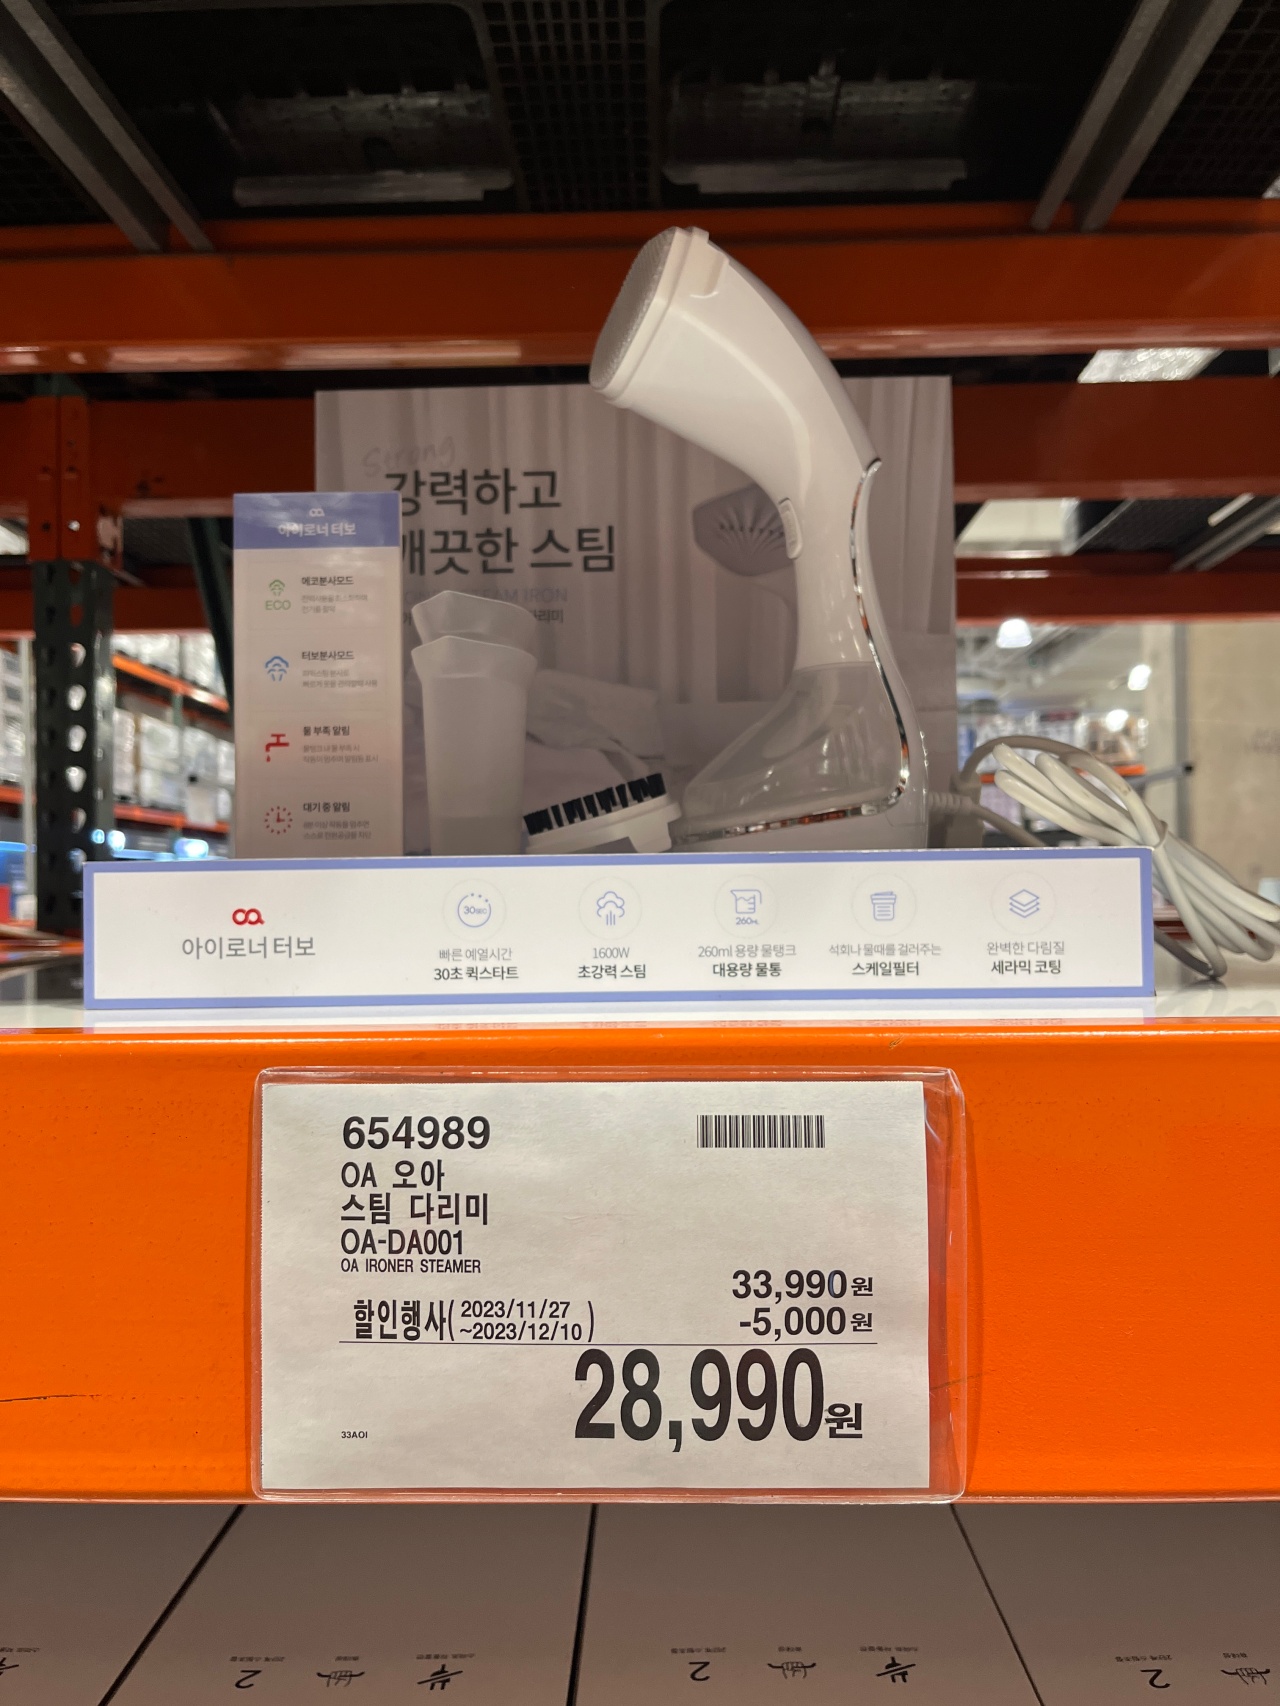 Strong
강력하고
깨끗한 스팀
아이로너 터보
에코분사모드
ECO
터보분사모드
물 부족 알림
대기 중 알림
oa
아이로너 터보
30SEC
빠른 예열시간
30초 퀵스타트
1600W
초강력 스팀
260mL
260ml 용량 물탱크
대용량 물통
석회나 물때를 걸러주는
스케일필터
완벽한 다림질
세라믹 코팅
654989
OA 오아
스팀 다리미
OA-DA001
OA IRONER STEAMER
33,990원
할인행사( 2023/11/27 ~2023/12/10 )
-5,000원
28,990원
33AOI